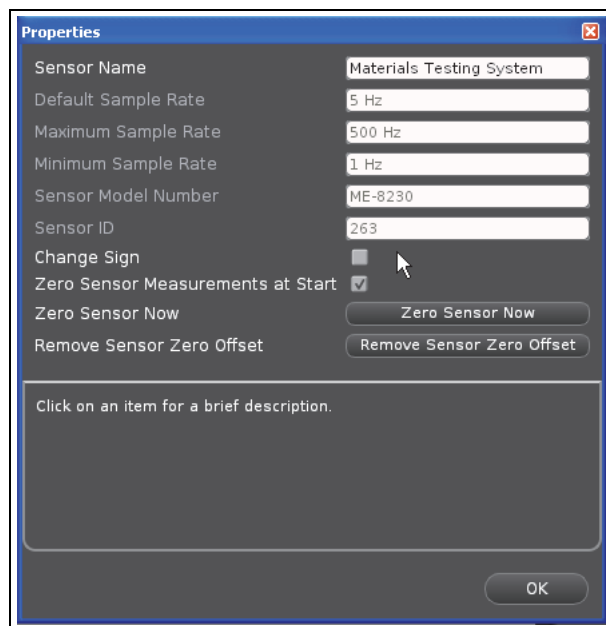 Properties
Sensor Name Materials Testing System
Default Sample Rate 5 Hz
Maximum Sample Rate 500 Hz
Minimum Sample Rate 1 Hz
Sensor Model Number ME-8230
Sensor ID 263
Change Sign
Zero Sensor Measurements at Start
Zero Sensor Now Zero Sensor Now
Remove Sensor Zero Offset Remove Sensor Zero Offset
Click on an item for a brief description.
OK